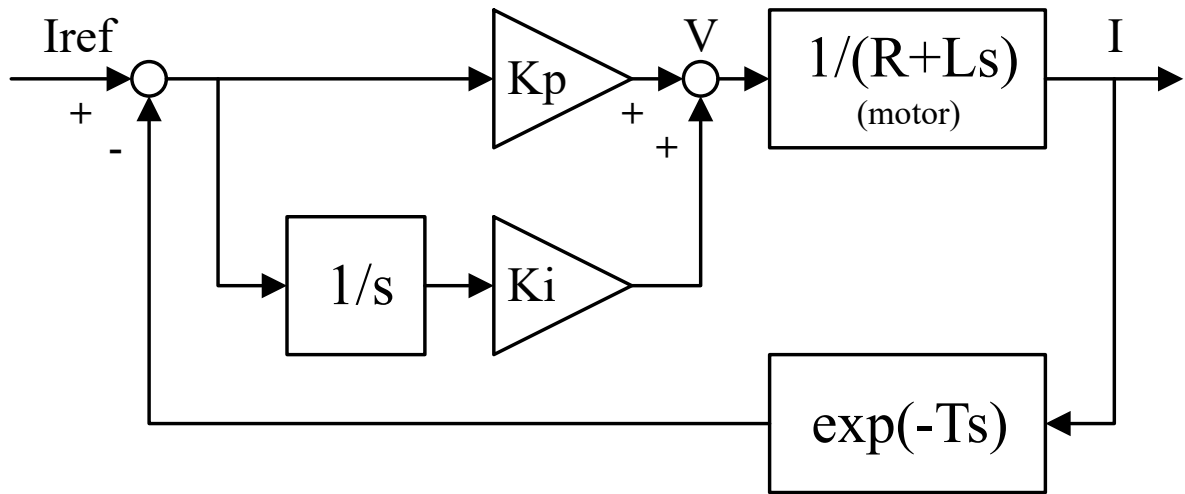 Iref
V
I
Kp
1/(R+Ls)
(motor)
+
-
+
+
1/s
Ki
exp(-Ts)